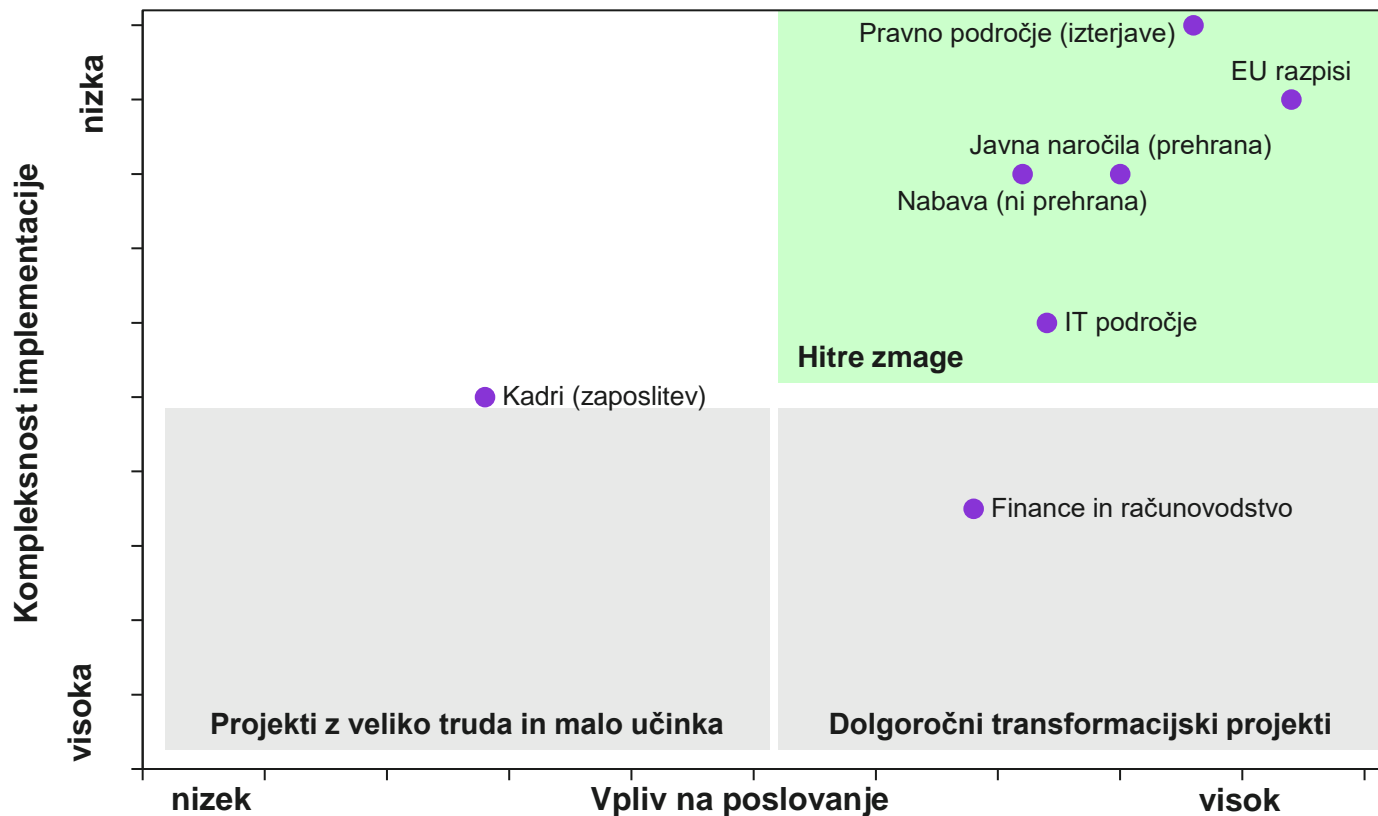 Kompleksnost implementacije
nizka
visoka
Pravno področje (izterjave)
EU razpisi
Javna naročila (prehrana)
Nabava (ni prehrana)
IT področje
Hitre zmage
Kadri (zaposlitev)
Finance in računovodstvo
Projekti z veliko truda in malo učinka
Dolgoročni transformacijski projekti
nizek
Vpliv na poslovanje
visok